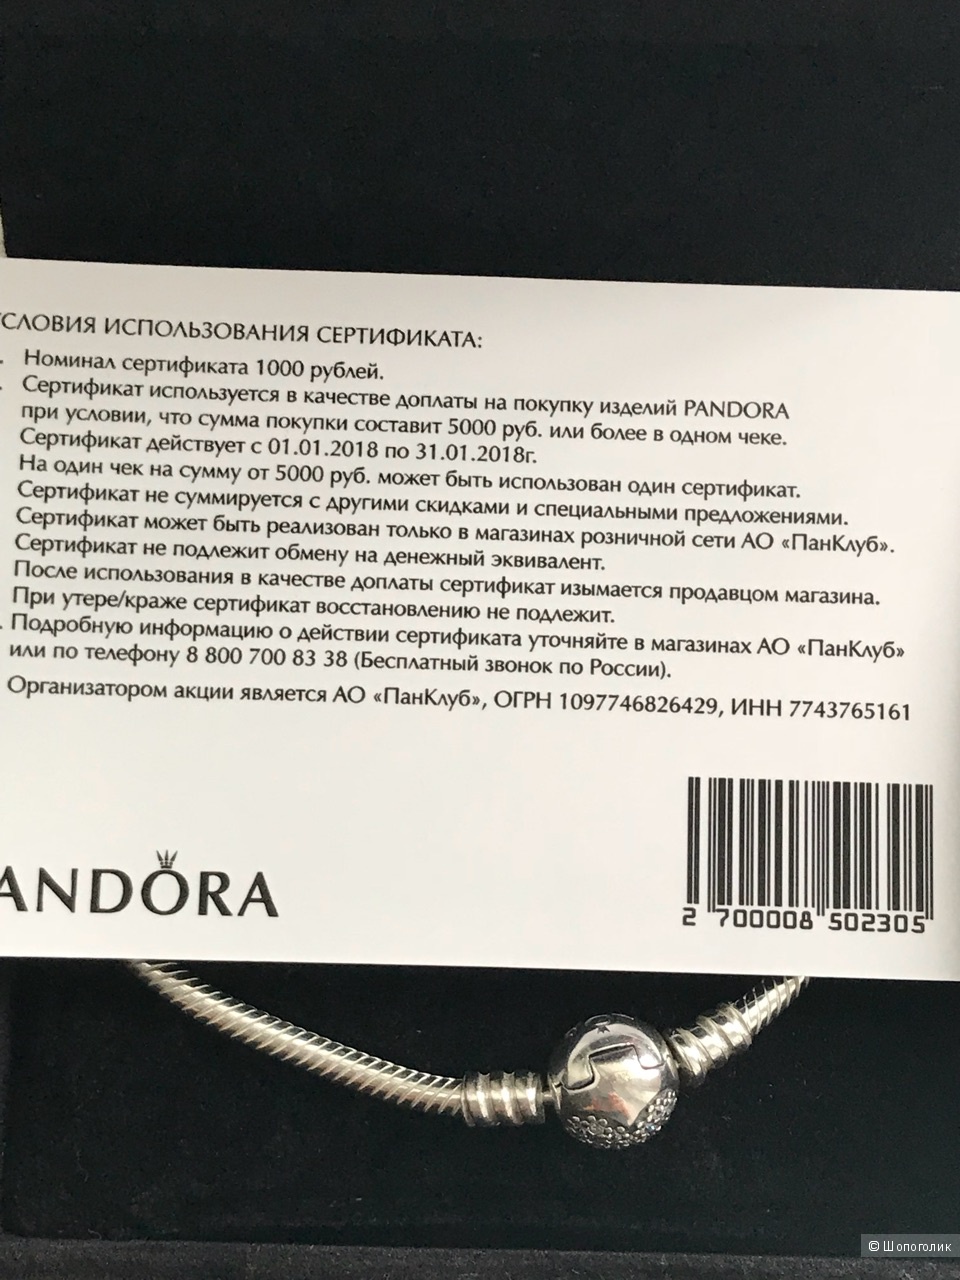 СЛОВИЯ ИСПОЛЬЗОВАНИЯ СЕРТИФИКАТА:
. Номинал сертификата 1000 рублей.
. Сертификат используется в качестве доплаты на покупку изделий PANDORA
при условии, что сумма покупки составит 5000 руб. или более в одном чеке.
Сертификат действует с 01.01.2018 по 31.01.2018г.
На один чек на сумму от 5000 руб. может быть использован один сертификат.
Сертификат не суммируется с другими скидками и специальными предложениями.
Сертификат может быть реализован только в магазинах розничной сети АО «ПанКлуб».
Сертификат не подлежит обмену на денежный эквивалент.
После использования в качестве доплаты сертификат изымается продавцом магазина.
При утере/краже сертификат восстановлению не подлежит.
. Подробную информацию о действии сертификата уточняйте в магазинах АО «ПанКлуб»
или по телефону 8 800 700 83 38 (Бесплатный звонок по России).
Организатором акции является АО «ПанКлуб», ОГРН 1097746826429, ИНН 7743765161
ANDORA
2 700008 502305
© Шопоголик